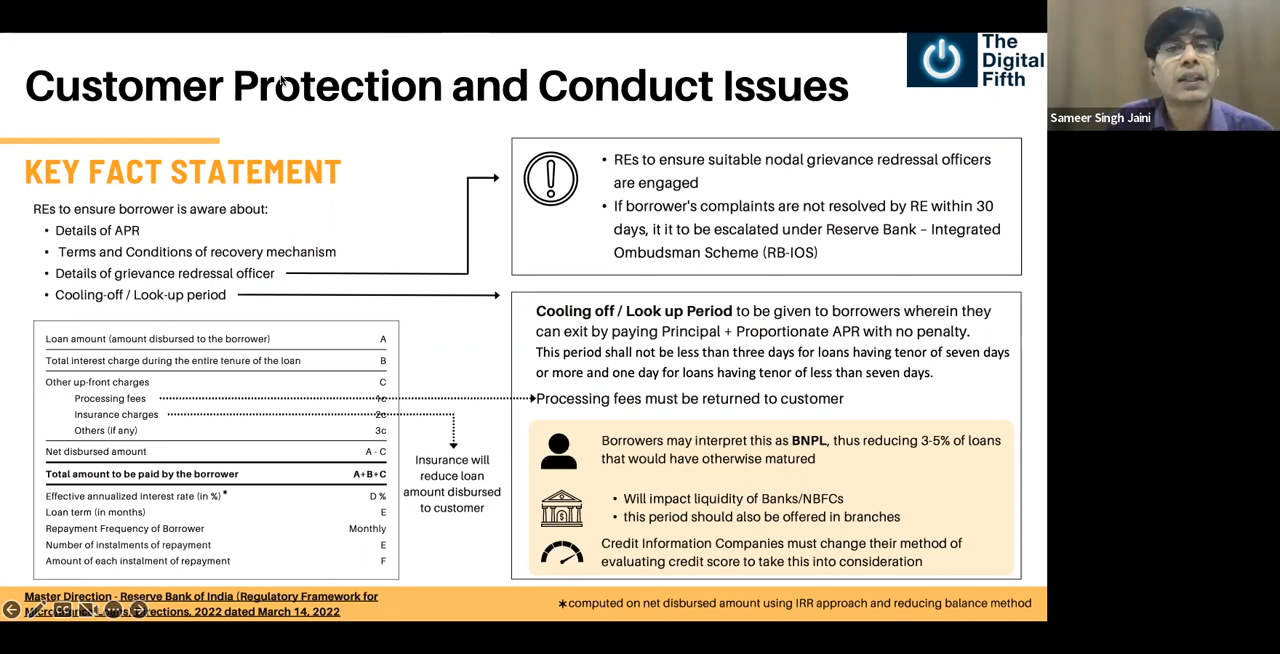 Customer Protection and Conduct Issues
The
Digital
Fifth
Sameer Singh Jaini
KEY FACT STATEMENT
REs to ensure borrower is aware about:
• Details of APR
• Terms and Conditions of recovery mechanism
• Details of grievance redressal officer
• Cooling-off / Look-up period
• REs to ensure suitable nodal grievance redressal officers
are engaged
• If borrower's complaints are not resolved by RE within 30
days, it it to be escalated under Reserve Bank – Integrated
Ombudsman Scheme (RB-IOS)
Loan amount (amount disbursed to the borrower) A
Total interest charge during the entire tenure of the loan B
Other up-front charges C
Processing fees 1c
Insurance charges 2c
Others (if any) 3c
Net disbursed amount A - C
Total amount to be paid by the borrower A+B+C
Effective annualized interest rate (in %)* D %
Loan term (in months) E
Repayment Frequency of Borrower Monthly
Number of instalments of repayment E
Amount of each instalment of repayment F
Insurance will
reduce loan
amount disbursed
to customer
Cooling off / Look up Period to be given to borrowers wherein they
can exit by paying Principal + Proportionate APR with no penalty.
This period shall not be less than three days for loans having tenor of seven days
or more and one day for loans having tenor of less than seven days.
Processing fees must be returned to customer
Borrowers may interpret this as BNPL, thus reducing 3-5% of loans
that would have otherwise matured
• Will impact liquidity of Banks/NBFCs
• this period should also be offered in branches
Credit Information Companies must change their method of
evaluating credit score to take this into consideration
Master Direction - Reserve Bank of India (Regulatory Framework for
Microfinance Loans) Directions, 2022 dated March 14, 2022
*computed on net disbursed amount using IRR approach and reducing balance method